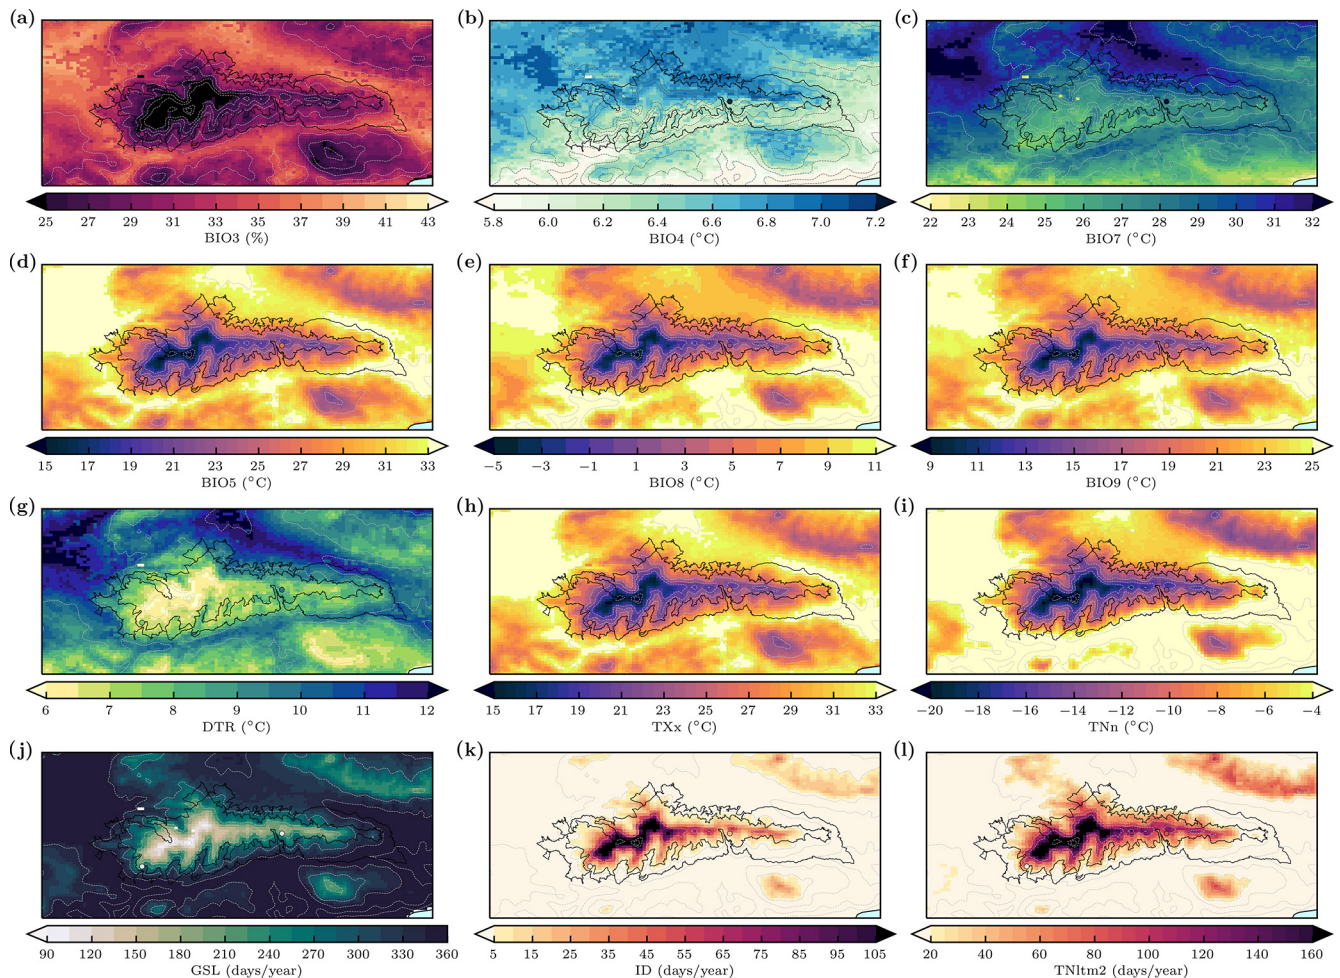 (a) (b) (c)
25 27 29 31 33 35 37 39 41 43
BIO3 (%)
5.8 6.0 6.2 6.4 6.6 6.8 7.0 7.2
BIO4 (°C)
22 23 24 25 26 27 28 29 30 31 32
BIO7 (°C)
(d) (e) (f)
15 17 19 21 23 25 27 29 31 33
BIO5 (°C)
−5 −3 −1 1 3 5 7 9 11
BIO8 (°C)
9 11 13 15 17 19 21 23 25
BIO9 (°C)
(g) (h) (i)
6 7 8 9 10 11 12
DTR (°C)
15 17 19 21 23 25 27 29 31 33
TXx (°C)
−20 −18 −16 −14 −12 −10 −8 −6 −4
TNn (°C)
(j) (k) (l)
90 120 150 180 210 240 270 300 330 360
GSL (days/year)
5 15 25 35 45 55 65 75 85 95 105
ID (days/year)
20 40 60 80 100 120 140 160
TNltm2 (days/year)